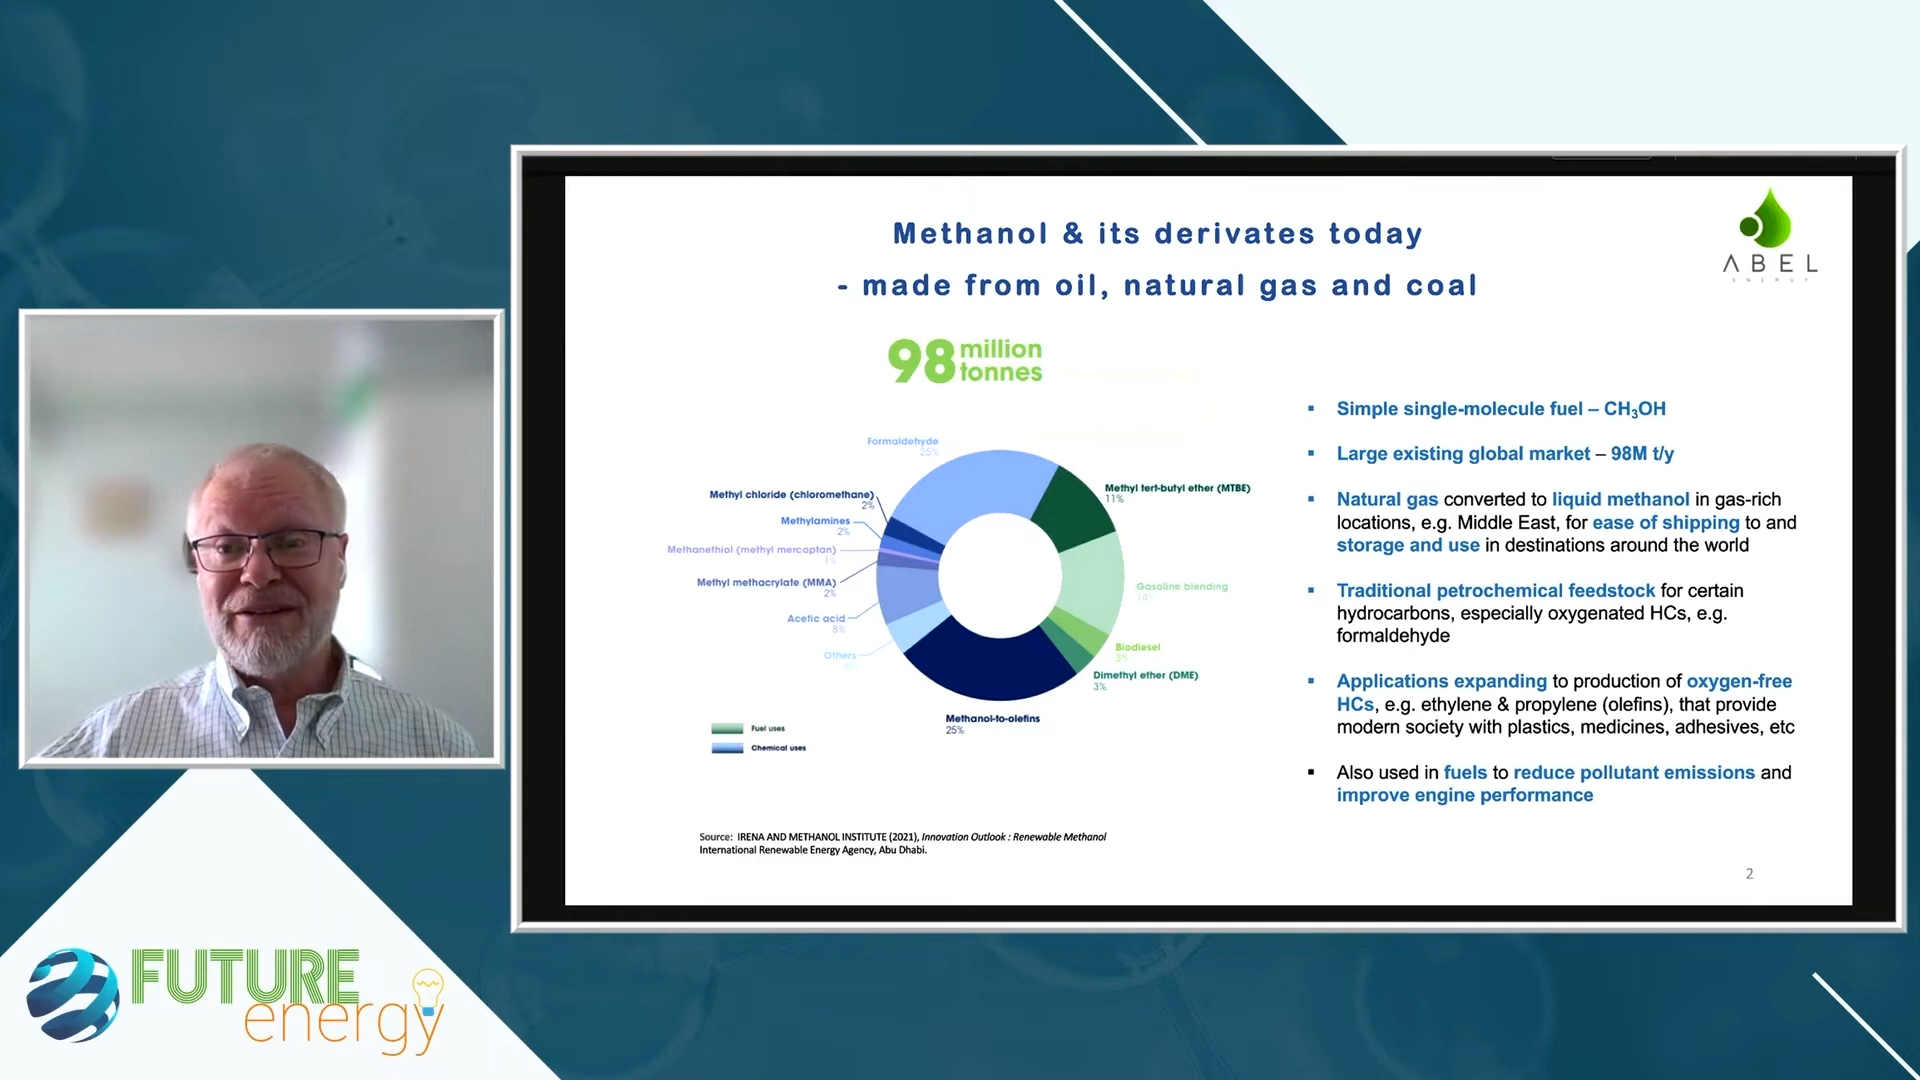 Methanol & its derivates today
- made from oil, natural gas and coal
ABEL
ENERGY
98 million
tonnes
Formaldehyde
25%
Methyl chloride (chloromethane)
2%
Methylamines
2%
Methanethiol (methyl mercaptan)
1%
Methyl methacrylate (MMA)
2%
Acetic acid
8%
Others
4%
Methyl tert-butyl ether (MTBE)
11%
Gasoline blending
14%
Biodiesel
3%
Dimethyl ether (DME)
3%
Methanol-to-olefins
25%
Fuel uses
Chemical uses
▪ Simple single-molecule fuel – CH₃OH
▪ Large existing global market – 98M t/y
▪ Natural gas converted to liquid methanol in gas-rich
locations, e.g. Middle East, for ease of shipping to and
storage and use in destinations around the world
▪ Traditional petrochemical feedstock for certain
hydrocarbons, especially oxygenated HCs, e.g.
formaldehyde
▪ Applications expanding to production of oxygen-free
HCs, e.g. ethylene & propylene (olefins), that provide
modern society with plastics, medicines, adhesives, etc
▪ Also used in fuels to reduce pollutant emissions and
improve engine performance
Source: IRENA AND METHANOL INSTITUTE (2021), Innovation Outlook : Renewable Methanol
International Renewable Energy Agency, Abu Dhabi.
2
FUTURE
energy